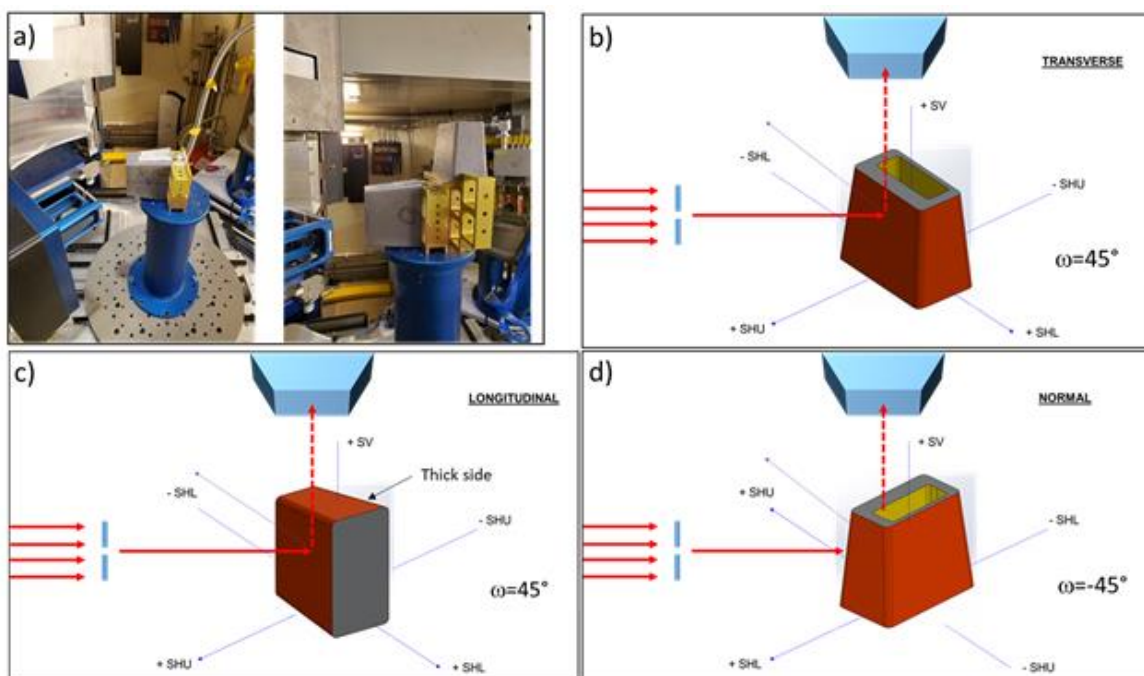 a)
b)
TRANSVERSE
+ SV
- SHL
- SHU
ω=45°
+ SHU
+ SHL
c)
LONGITUDINAL
+ SV
Thick side
- SHL
- SHU
ω=45°
+ SHU
+ SHL
d)
NORMAL
+ SV
+ SHU
- SHL
ω=-45°
+ SHL
- SHU